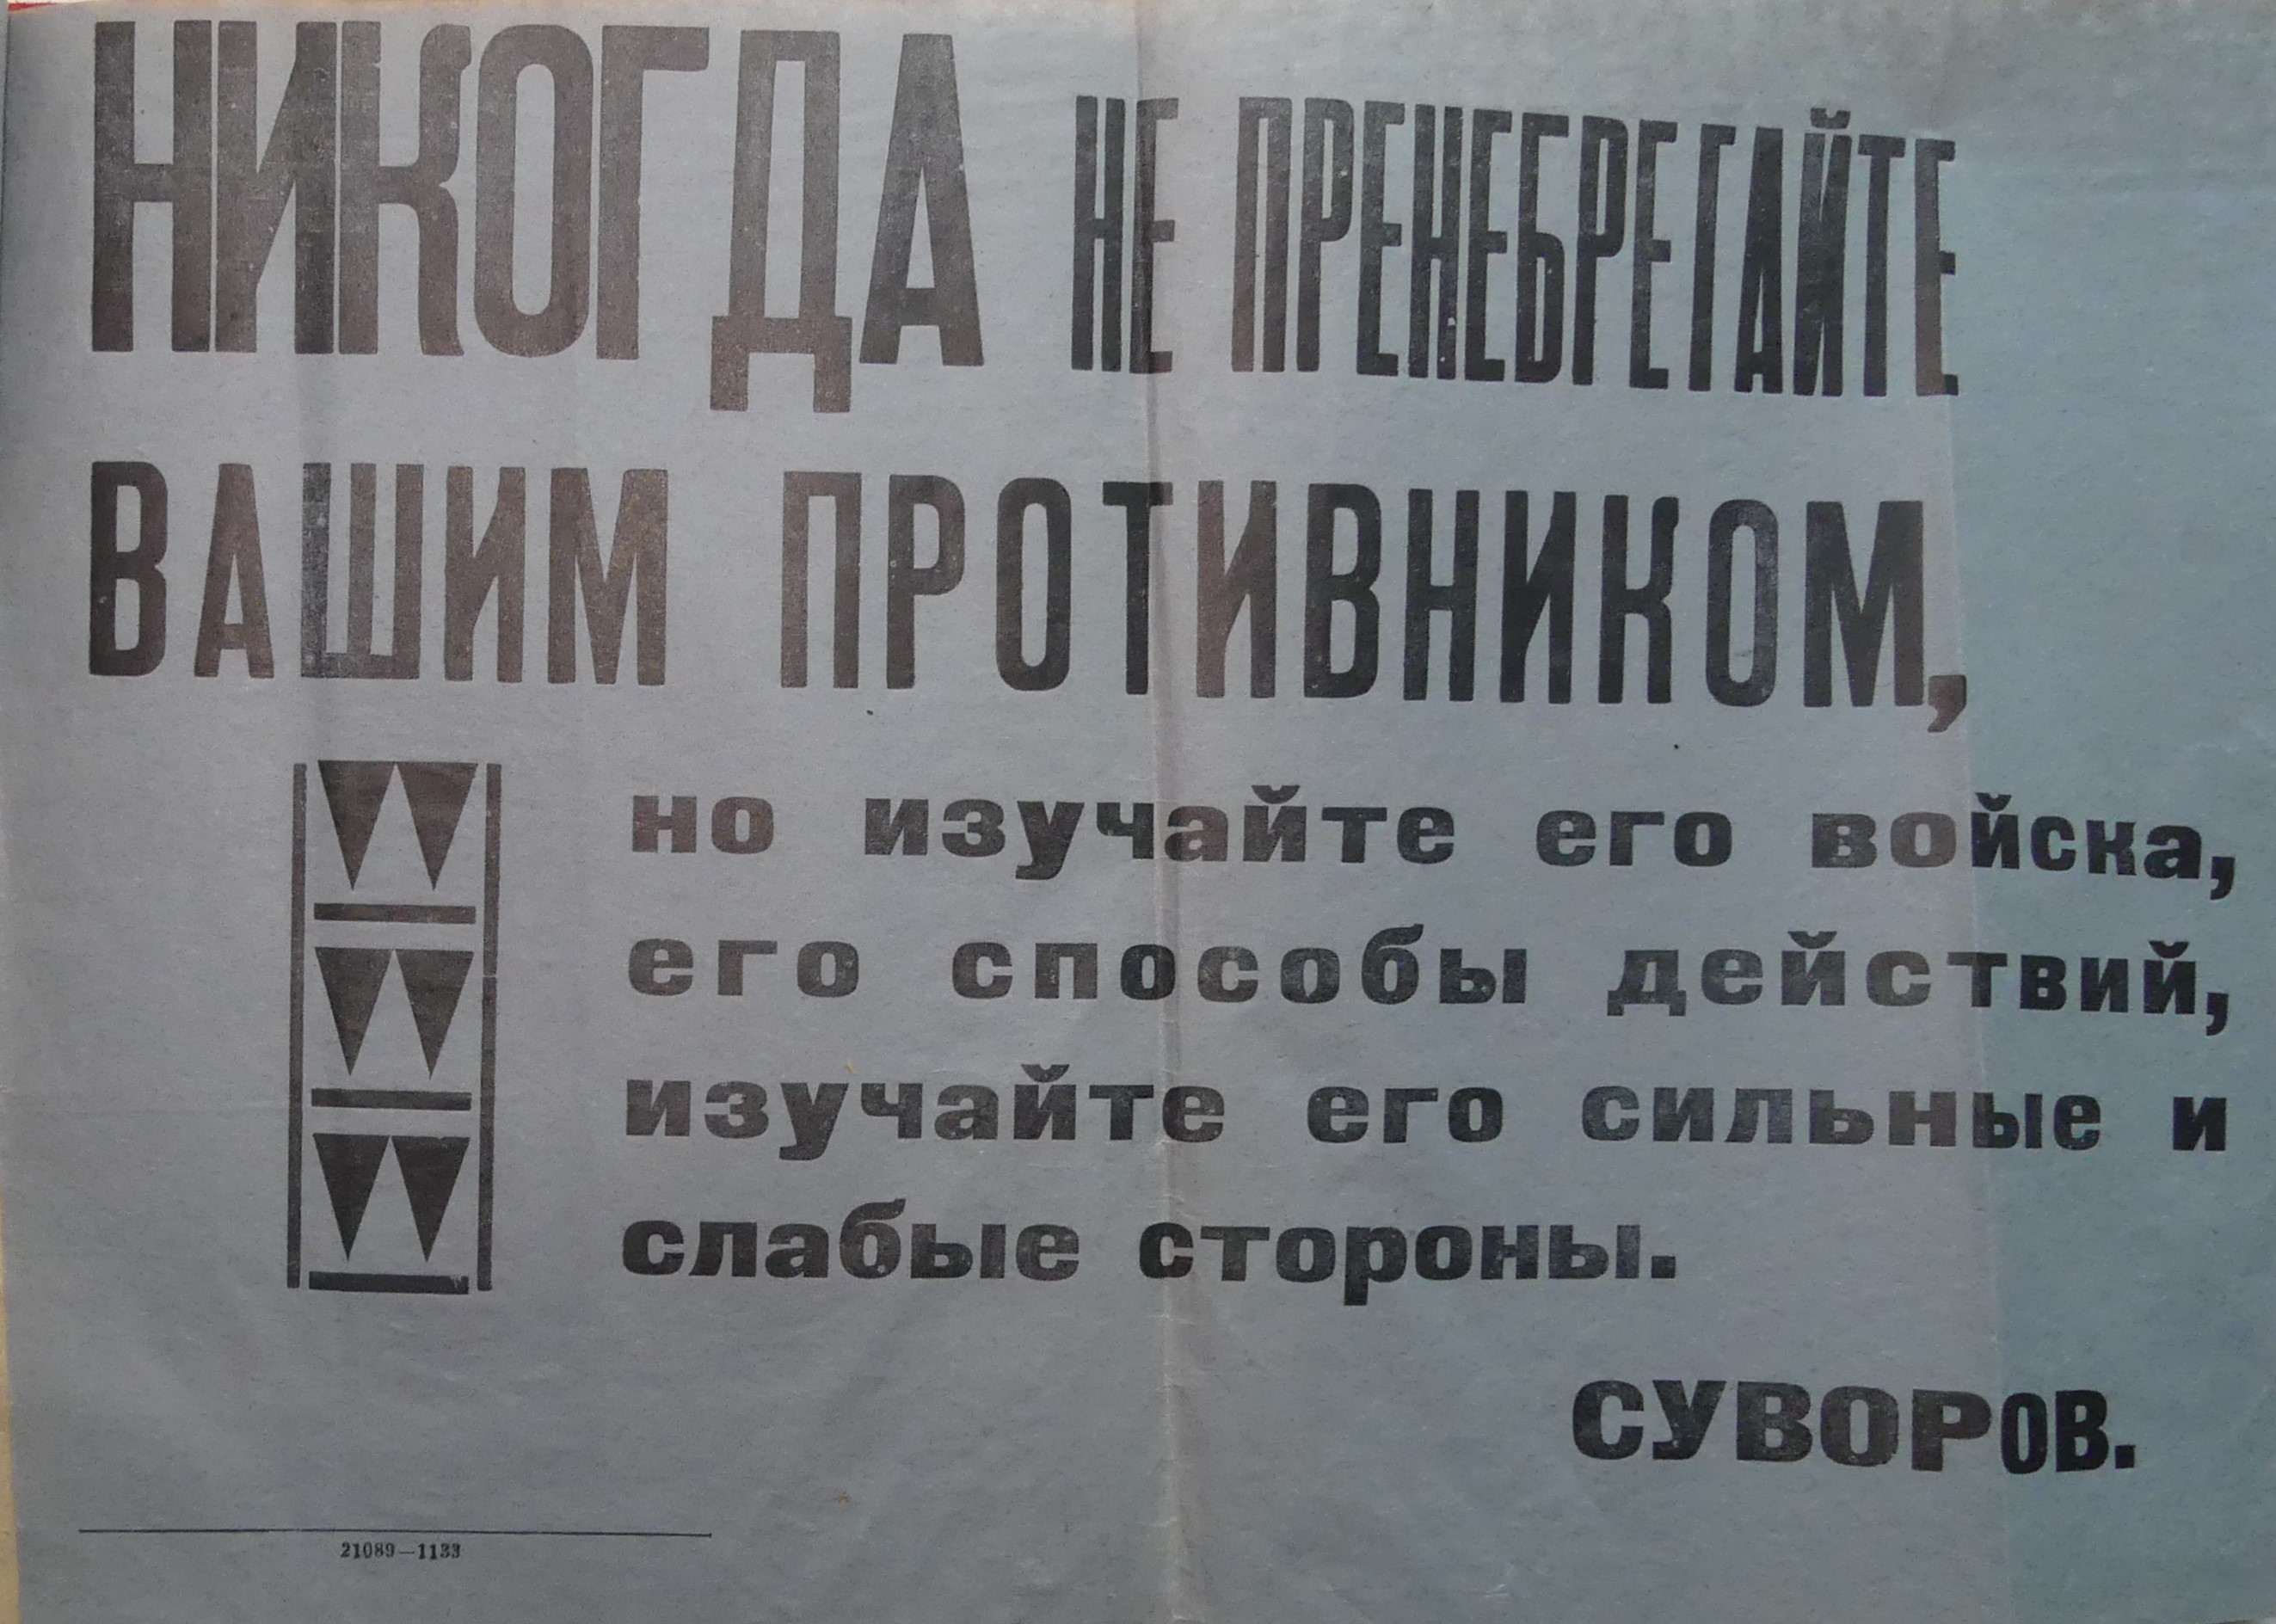 НИКОГДА НЕ ПРЕНЕБРЕГАЙТЕ
ВАШИМ ПРОТИВНИКОМ,
но изучайте его войска,
его способы действий,
изучайте его сильные и
слабые стороны.
СУВОРОВ.
21089—1133